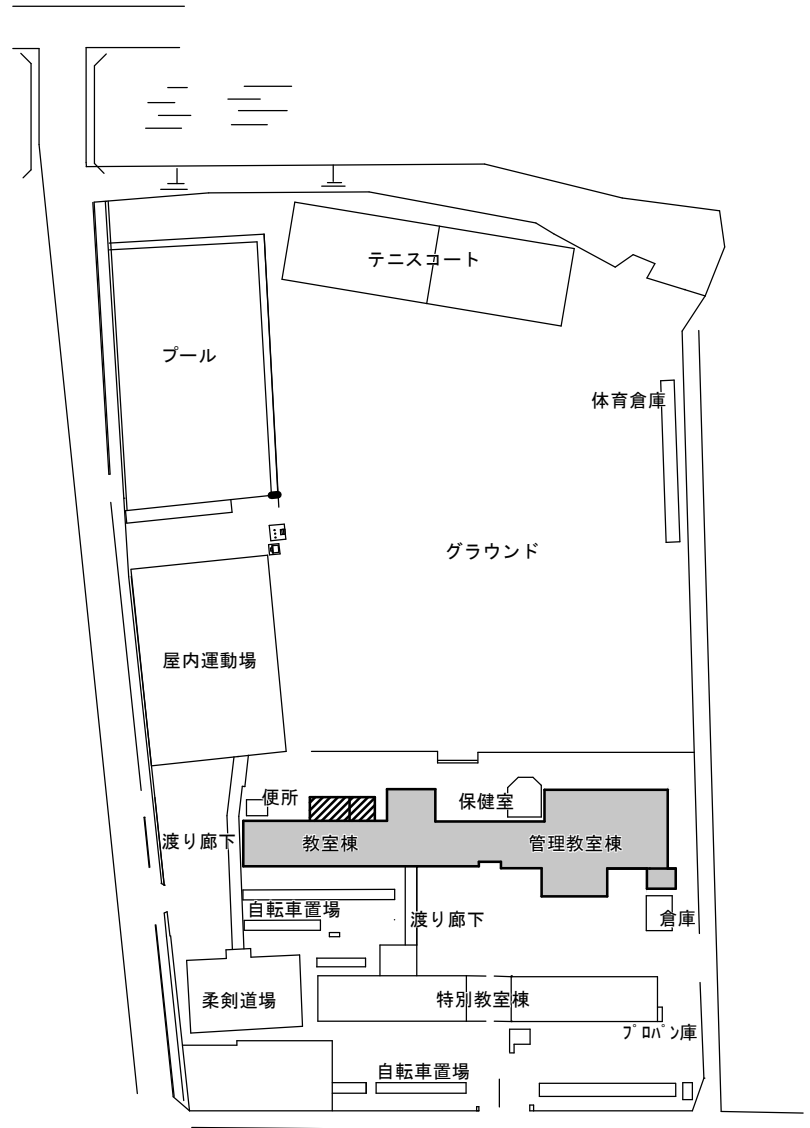 テニスコート
プール
体育倉庫
グラウンド
屋内運動場
便所
保健室
渡り廊下
教室棟
管理教室棟
自転車置場
渡り廊下
倉庫
柔剣道場
特別教室棟
ﾌﾟﾛﾊﾟﾝ庫
自転車置場